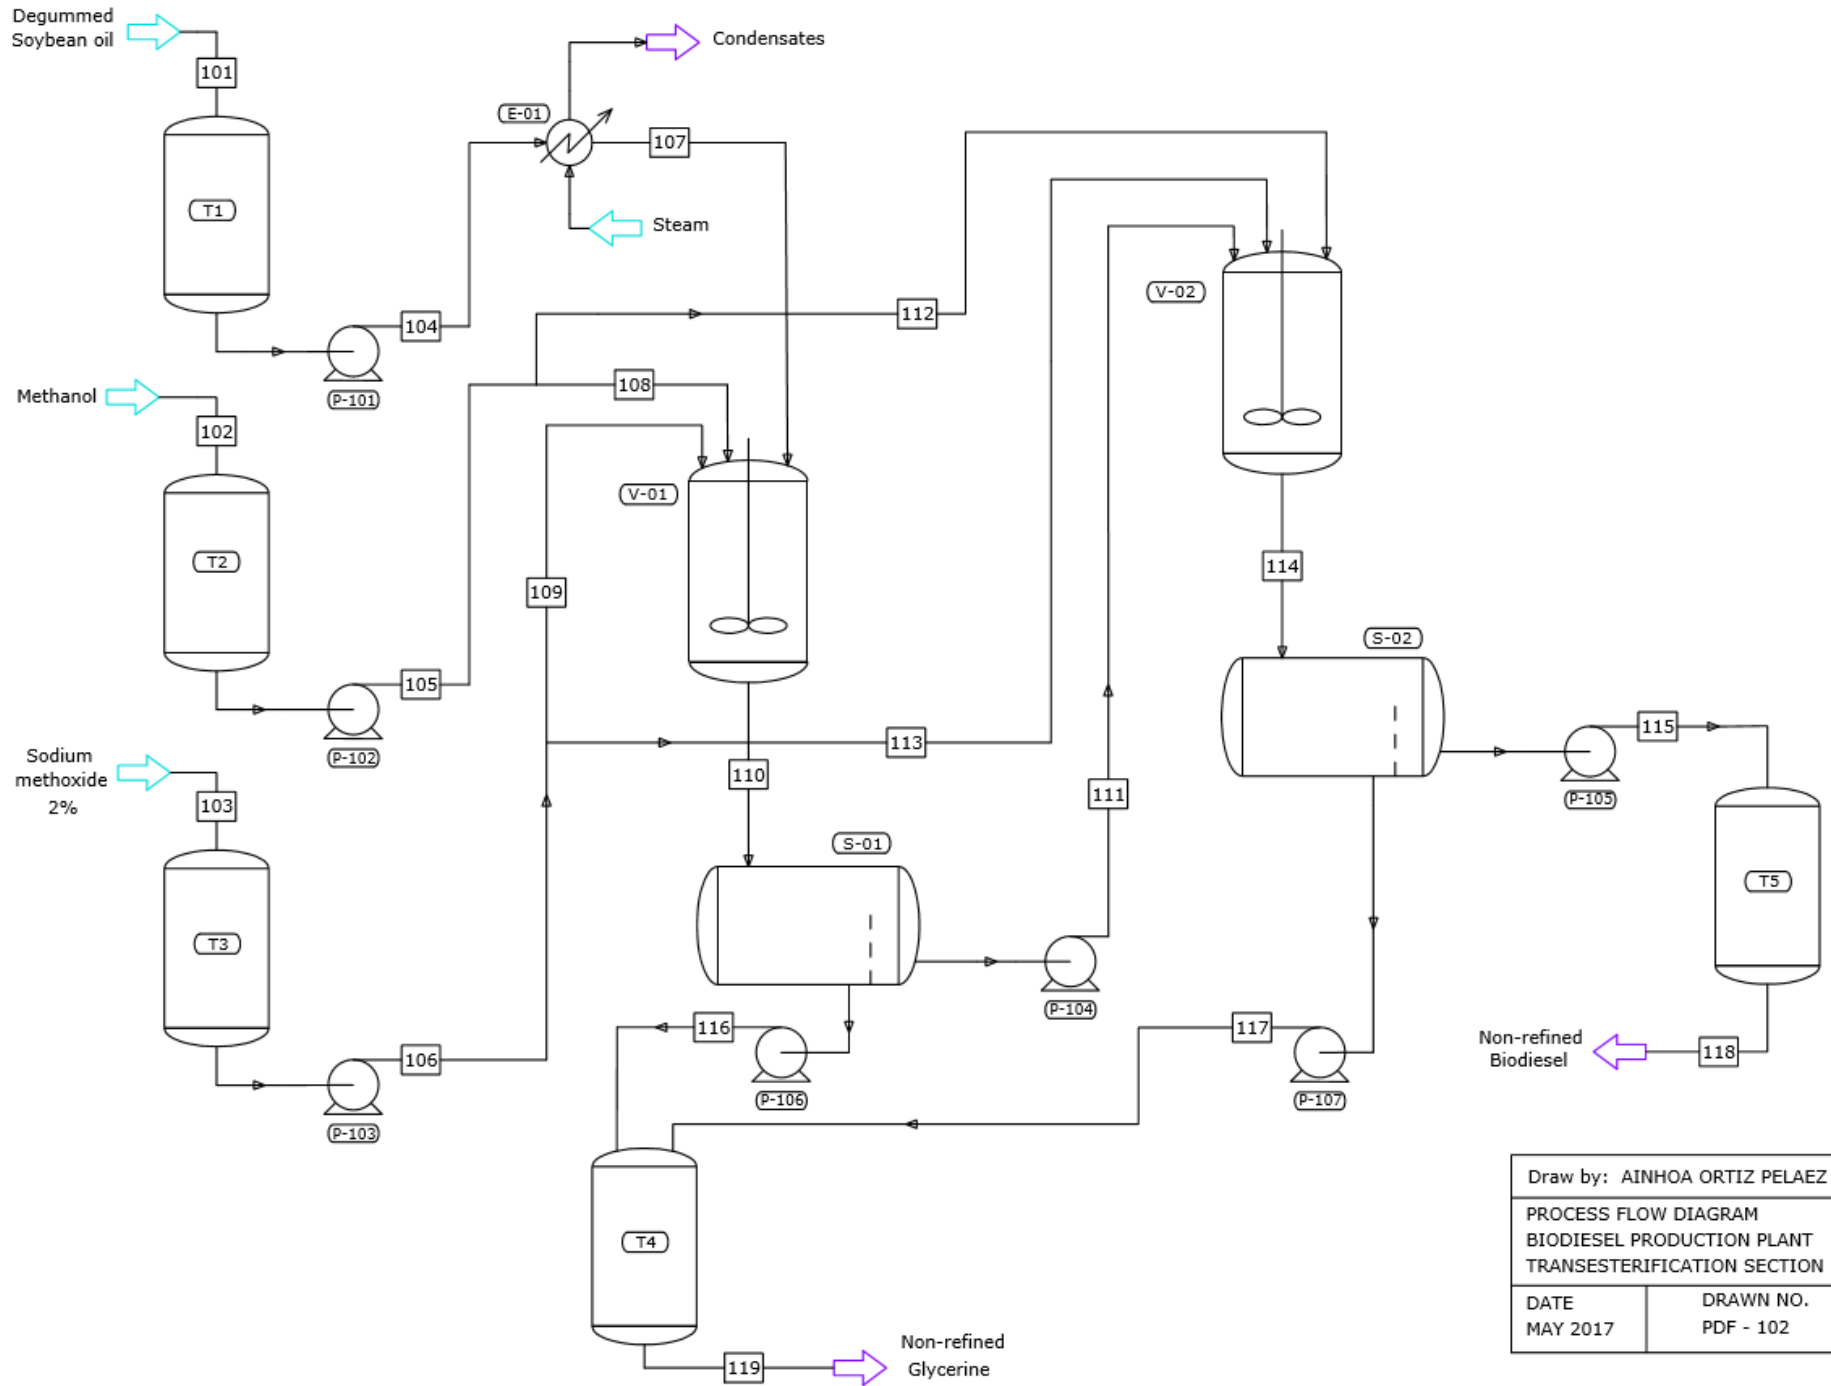 Degummed
Soybean oil
101
T1
P-101
104
E-01
Condensates
107
Steam
Methanol
102
T2
P-102
105
108
112
V-01
V-02
109
Sodium
methoxide
2%
103
T3
P-103
106
113
110
S-01
111
P-104
114
S-02
115
P-105
T5
116
P-106
117
P-107
Non-refined
Biodiesel
118
T4
119
Non-refined
Glycerine
Draw by: AINHOA ORTIZ PELAEZ
PROCESS FLOW DIAGRAM
BIODIESEL PRODUCTION PLANT
TRANSESTERIFICATION SECTION
DATE
MAY 2017
DRAWN NO.
PDF - 102